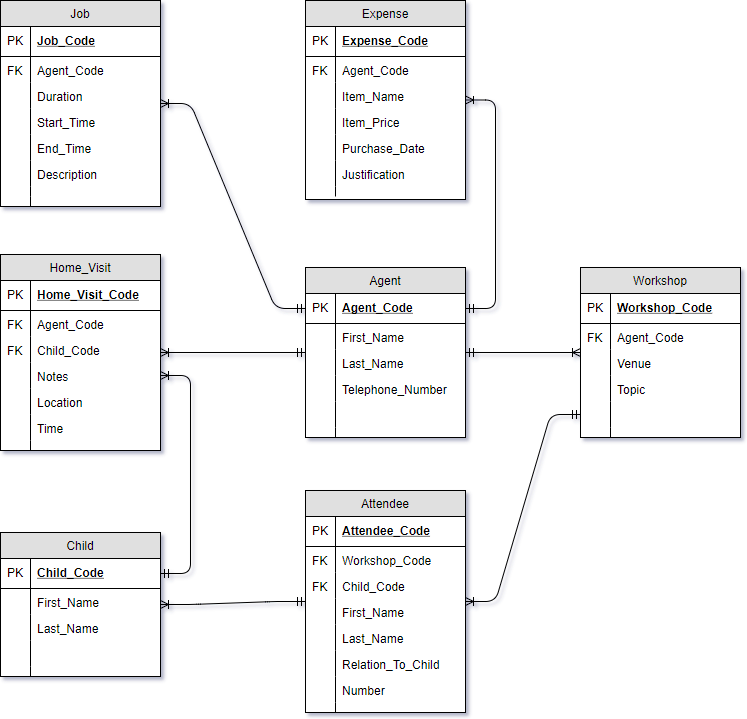 Job
PK Job_Code
FK Agent_Code
Duration
Start_Time
End_Time
Description
Expense
PK Expense_Code
FK Agent_Code
Item_Name
Item_Price
Purchase_Date
Justification
Home_Visit
PK Home_Visit_Code
FK Agent_Code
FK Child_Code
Notes
Location
Time
Agent
PK Agent_Code
First_Name
Last_Name
Telephone_Number
Workshop
PK Workshop_Code
FK Agent_Code
Venue
Topic
Child
PK Child_Code
First_Name
Last_Name
Attendee
PK Attendee_Code
FK Workshop_Code
FK Child_Code
First_Name
Last_Name
Relation_To_Child
Number